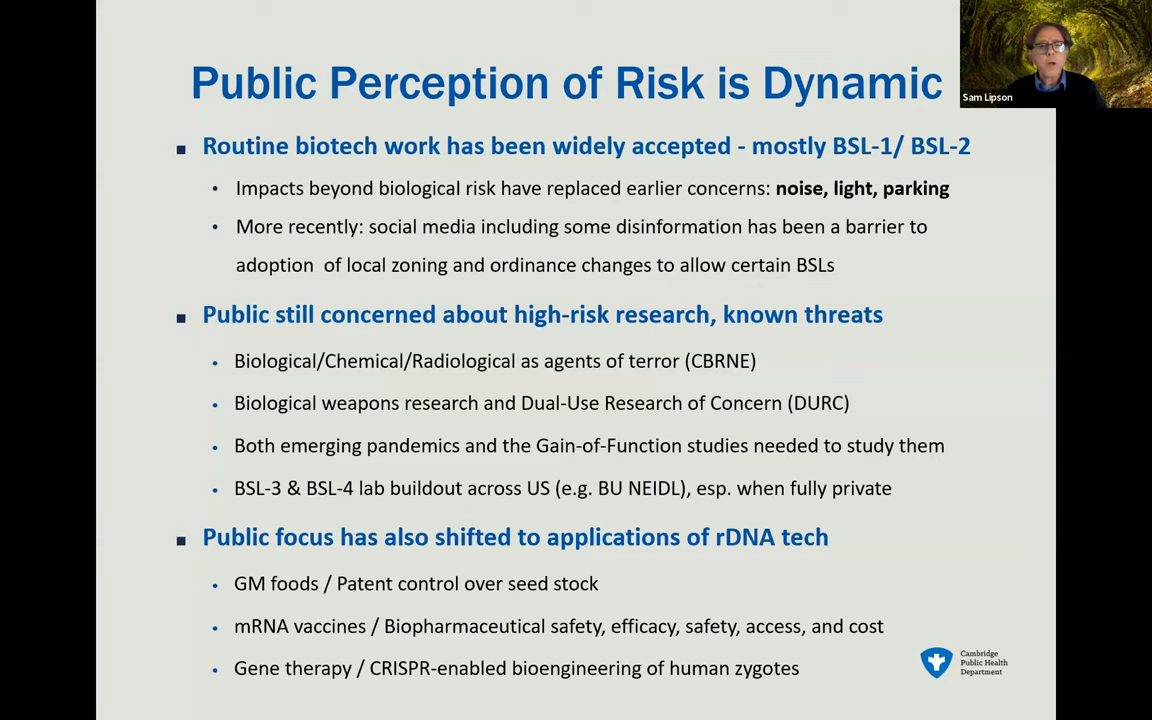 Public Perception of Risk is Dynamic
Sam Lipson
▪ Routine biotech work has been widely accepted - mostly BSL-1/ BSL-2
• Impacts beyond biological risk have replaced earlier concerns: noise, light, parking
• More recently: social media including some disinformation has been a barrier to
adoption of local zoning and ordinance changes to allow certain BSLs
▪ Public still concerned about high-risk research, known threats
• Biological/Chemical/Radiological as agents of terror (CBRNE)
• Biological weapons research and Dual-Use Research of Concern (DURC)
• Both emerging pandemics and the Gain-of-Function studies needed to study them
• BSL-3 & BSL-4 lab buildout across US (e.g. BU NEIDL), esp. when fully private
▪ Public focus has also shifted to applications of rDNA tech
• GM foods / Patent control over seed stock
• mRNA vaccines / Biopharmaceutical safety, efficacy, safety, access, and cost
• Gene therapy / CRISPR-enabled bioengineering of human zygotes
Cambridge
Public Health
Department